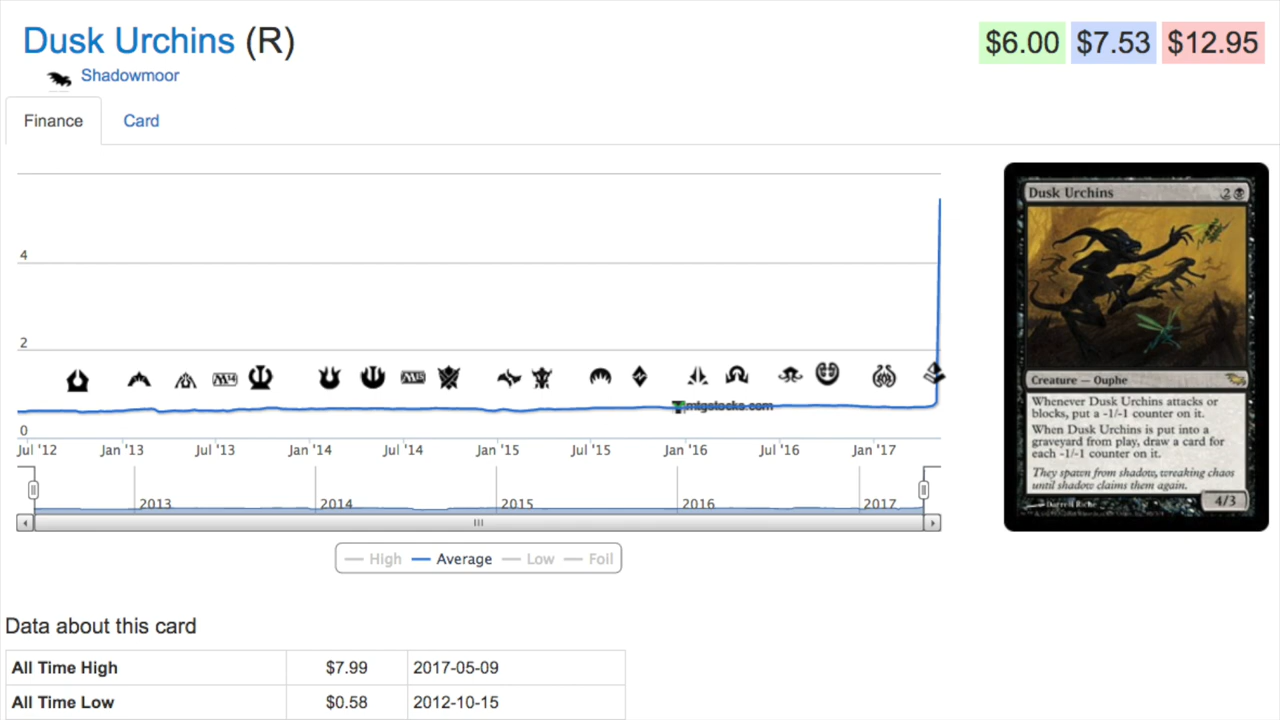 Dusk Urchins (R)
$6.00 $7.53 $12.95
Shadowmoor
Finance
Card
4
2
0
M14
M15
mtgstocks.com
Jul '12 Jan '13 Jul '13 Jan '14 Jul '14 Jan '15 Jul '15 Jan '16 Jul '16 Jan '17
2013 2014 2015 2016 2017
High Average Low Foil
Dusk Urchins 2
Creature — Ouphe
Whenever Dusk Urchins attacks or
blocks, put a -1/-1 counter on it.
When Dusk Urchins is put into a
graveyard from play, draw a card for
each -1/-1 counter on it.
They spawn from shadow, wreaking chaos
until shadow claims them again.
4/3
Data about this card
All Time High $7.99 2017-05-09
All Time Low $0.58 2012-10-15